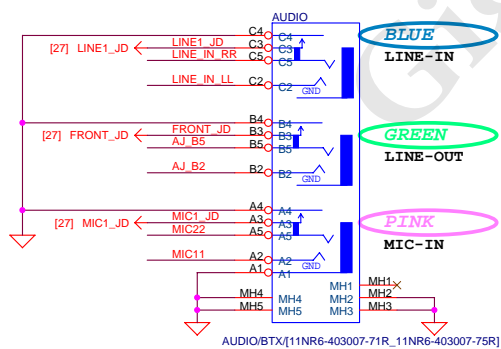 AUDIO
C4 C4
[27] LINE1_JD LINE1_JD C3 C3
LINE_IN_RR C5 C5
LINE_IN_LL C2 C2
GND
BLUE
LINE-IN
B4 B4
[27] FRONT_JD FRONT_JD B3 B3
AJ_B5 B5 B5
AJ_B2 B2 B2
GND
GREEN
LINE-OUT
A4 A4
[27] MIC1_JD MIC1_JD A3 A3
MIC22 A5 A5
MIC11 A2 A2
GND
A1 A1
PINK
MIC-IN
MH1 MH1
MH4 MH4 MH2 MH2
MH5 MH5 MH3 MH3
AUDIO/BTX/[11NR6-403007-71R_11NR6-403007-75R]